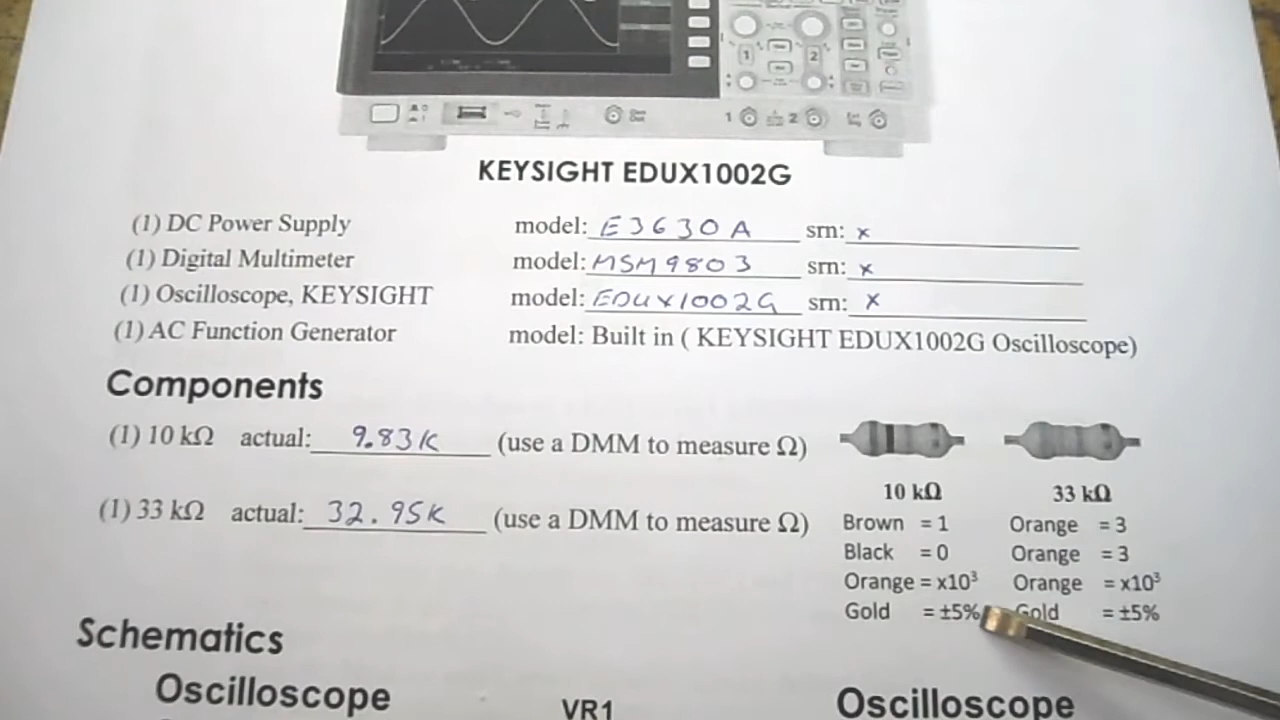 1 2
1 2
KEYSIGHT EDUX1002G
(1) DC Power Supply model: E3630A srn: x
(1) Digital Multimeter model: MSM9803 srn: x
(1) Oscilloscope, KEYSIGHT model: EDUX1002G srn: x
(1) AC Function Generator model: Built in ( KEYSIGHT EDUX1002G Oscilloscope)
Components
(1) 10 kΩ actual: 9.83K (use a DMM to measure Ω)
(1) 33 kΩ actual: 32.95K (use a DMM to measure Ω)
10 kΩ 33 kΩ
Brown = 1 Orange = 3
Black = 0 Orange = 3
Orange = x10³ Orange = x10³
Gold = ±5% Gold = ±5%
Schematics
Oscilloscope VR1 Oscilloscope